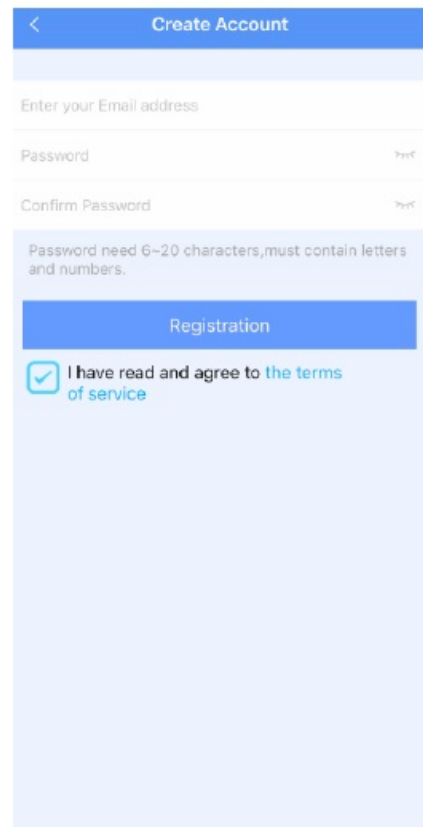 Create Account
Enter your Email address
Password
Confirm Password
Password need 6~20 characters,must contain letters
and numbers.
Registration
I have read and agree to the terms
of service